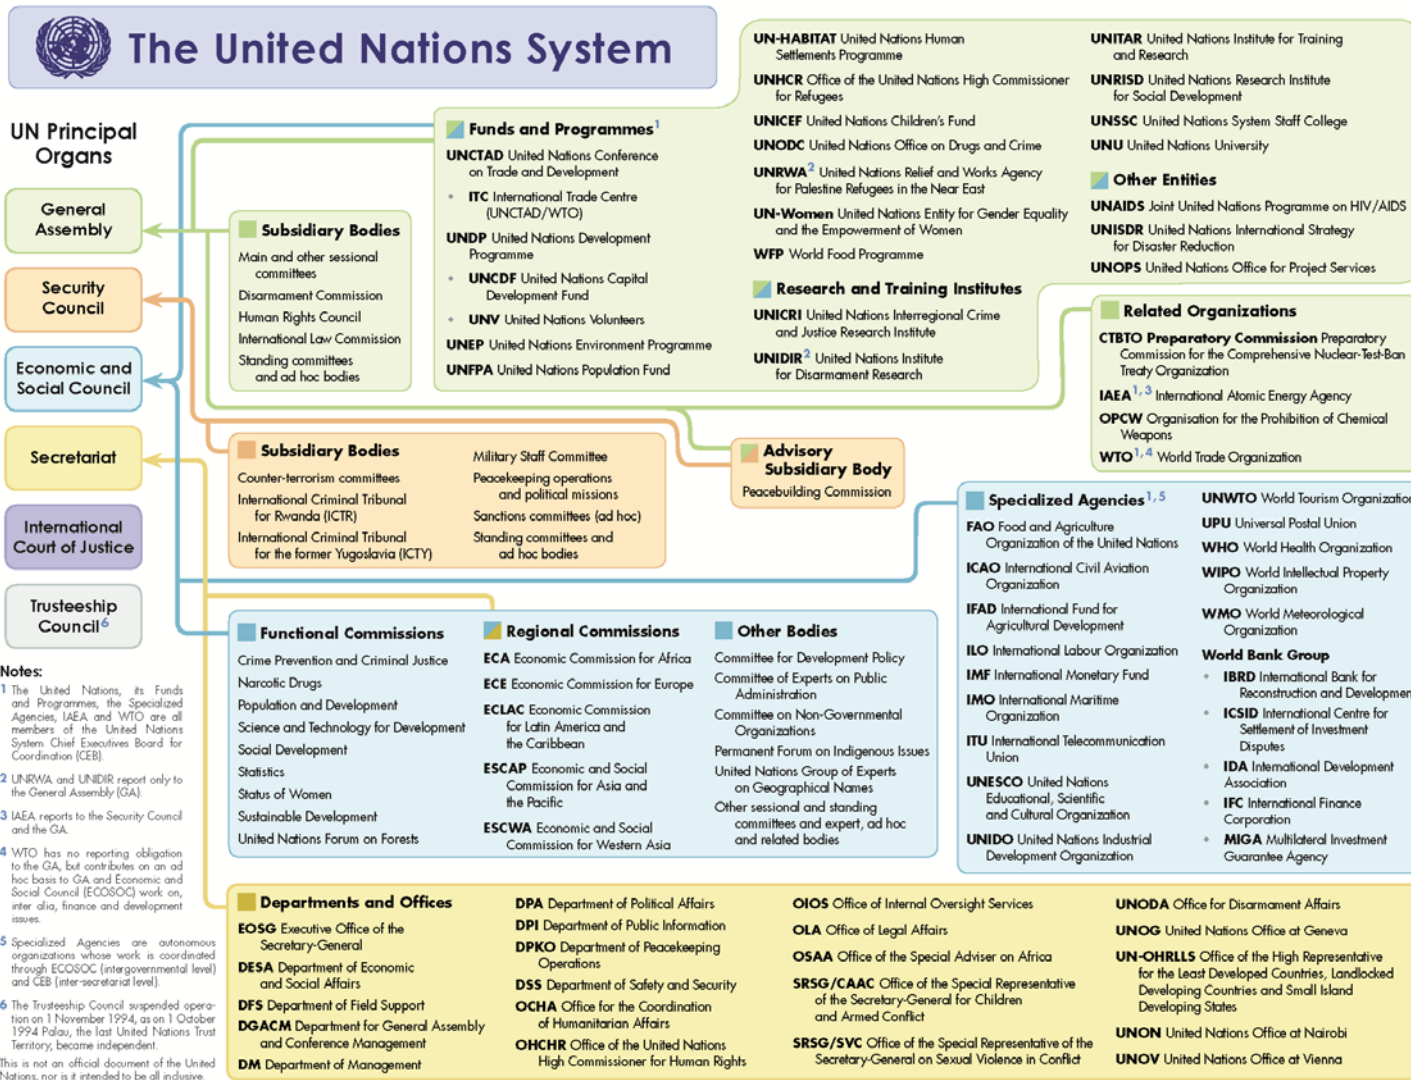 The United Nations System
UN Principal
Organs
General
Assembly
Security
Council
Economic and
Social Council
Secretariat
International
Court of Justice
Trusteeship
Council6
Notes:
1 The United Nations, its Funds
and Programmes, the Specialized
Agencies, IAEA and WTO are all
members of the United Nations
System Chief Executives Board for
Coordination (CEB).
2 UNRWA and UNIDIR report only to
the General Assembly (GA).
3 IAEA reports to the Security Council
and the GA.
4 WTO has no reporting obligation
to the GA, but contributes on an ad
hoc basis to GA and Economic and
Social Council (ECOSOC) work on,
inter alia, finance and development
issues.
5 Specialized Agencies are autonomous
organizations whose work is coordinated
through ECOSOC (intergovernmental level)
and CEB (inter-secretariat level).
6 The Trusteeship Council suspended opera-
tion on 1 November 1994, as on 1 October
1994 Palau, the last United Nations Trust
Territory, became independent.
This is not an official document of the United
Nations, nor is it intended to be all inclusive.
Subsidiary Bodies
Main and other sessional
committees
Disarmament Commission
Human Rights Council
International Law Commission
Standing committees
and ad hoc bodies
Funds and Programmes1
UNCTAD United Nations Conference
on Trade and Development
• ITC International Trade Centre
(UNCTAD/WTO)
UNDP United Nations Development
Programme
• UNCDF United Nations Capital
Development Fund
• UNV United Nations Volunteers
UNEP United Nations Environment Programme
UNFPA United Nations Population Fund
UN-HABITAT United Nations Human
Settlements Programme
UNHCR Office of the United Nations High Commissioner
for Refugees
UNICEF United Nations Children's Fund
UNODC United Nations Office on Drugs and Crime
UNRWA2 United Nations Relief and Works Agency
for Palestine Refugees in the Near East
UN-Women United Nations Entity for Gender Equality
and the Empowerment of Women
WFP World Food Programme
Research and Training Institutes
UNICRI United Nations Interregional Crime
and Justice Research Institute
UNIDIR2 United Nations Institute
for Disarmament Research
UNITAR United Nations Institute for Training
and Research
UNRISD United Nations Research Institute
for Social Development
UNSSC United Nations System Staff College
UNU United Nations University
Other Entities
UNAIDS Joint United Nations Programme on HIV/AIDS
UNISDR United Nations International Strategy
for Disaster Reduction
UNOPS United Nations Office for Project Services
Related Organizations
CTBTO Preparatory Commission Preparatory
Commission for the Comprehensive Nuclear-Test-Ban
Treaty Organization
IAEA1,3 International Atomic Energy Agency
OPCW Organisation for the Prohibition of Chemical
Weapons
WTO1,4 World Trade Organization
Subsidiary Bodies
Counter-terrorism committees
International Criminal Tribunal
for Rwanda (ICTR)
International Criminal Tribunal
for the former Yugoslavia (ICTY)
Military Staff Committee
Peacekeeping operations
and political missions
Sanctions committees (ad hoc)
Standing committees and
ad hoc bodies
Advisory
Subsidiary Body
Peacebuilding Commission
Functional Commissions
Crime Prevention and Criminal Justice
Narcotic Drugs
Population and Development
Science and Technology for Development
Social Development
Statistics
Status of Women
Sustainable Development
United Nations Forum on Forests
Regional Commissions
ECA Economic Commission for Africa
ECE Economic Commission for Europe
ECLAC Economic Commission
for Latin America and
the Caribbean
ESCAP Economic and Social
Commission for Asia and
the Pacific
ESCWA Economic and Social
Commission for Western Asia
Other Bodies
Committee for Development Policy
Committee of Experts on Public
Administration
Committee on Non-Governmental
Organizations
Permanent Forum on Indigenous Issues
United Nations Group of Experts
on Geographical Names
Other sessional and standing
committees and expert, ad hoc
and related bodies
Specialized Agencies1,5
FAO Food and Agriculture
Organization of the United Nations
ICAO International Civil Aviation
Organization
IFAD International Fund for
Agricultural Development
ILO International Labour Organization
IMF International Monetary Fund
IMO International Maritime
Organization
ITU International Telecommunication
Union
UNESCO United Nations
Educational, Scientific
and Cultural Organization
UNIDO United Nations Industrial
Development Organization
UNWTO World Tourism Organization
UPU Universal Postal Union
WHO World Health Organization
WIPO World Intellectual Property
Organization
WMO World Meteorological
Organization
World Bank Group
• IBRD International Bank for
Reconstruction and Developmen
• ICSID International Centre for
Settlement of Investment
Disputes
• IDA International Development
Association
• IFC International Finance
Corporation
• MIGA Multilateral Investment
Guarantee Agency
Departments and Offices
EOSG Executive Office of the
Secretary-General
DESA Department of Economic
and Social Affairs
DFS Department of Field Support
DGACM Department for General Assembly
and Conference Management
DM Department of Management
DPA Department of Political Affairs
DPI Department of Public Information
DPKO Department of Peacekeeping
Operations
DSS Department of Safety and Security
OCHA Office for the Coordination
of Humanitarian Affairs
OHCHR Office of the United Nations
High Commissioner for Human Rights
OIOS Office of Internal Oversight Services
OLA Office of Legal Affairs
OSAA Office of the Special Adviser on Africa
SRSG/CAAC Office of the Special Representative
of the Secretary-General for Children
and Armed Conflict
SRSG/SVC Office of the Special Representative of the
Secretary-General on Sexual Violence in Conflict
UNODA Office for Disarmament Affairs
UNOG United Nations Office at Geneva
UN-OHRLLS Office of the High Representative
for the Least Developed Countries, Landlocked
Developing Countries and Small Island
Developing States
UNON United Nations Office at Nairobi
UNOV United Nations Office at Vienna